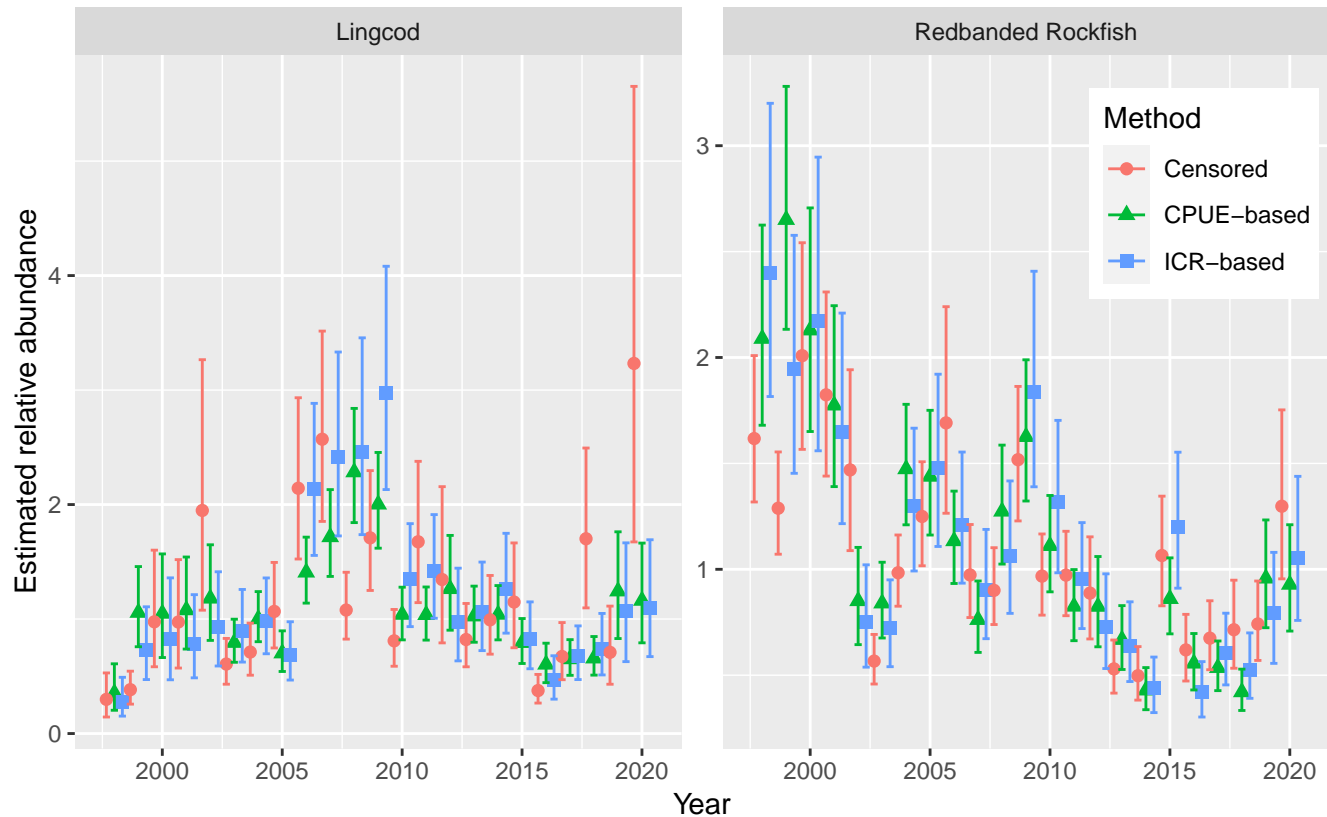 Lingcod
Redbanded Rockfish
Estimated relative abundance
0
2
4
1
2
3
Method
Censored
CPUE−based
ICR−based
2000 2005 2010 2015 2020
2000 2005 2010 2015 2020
Year